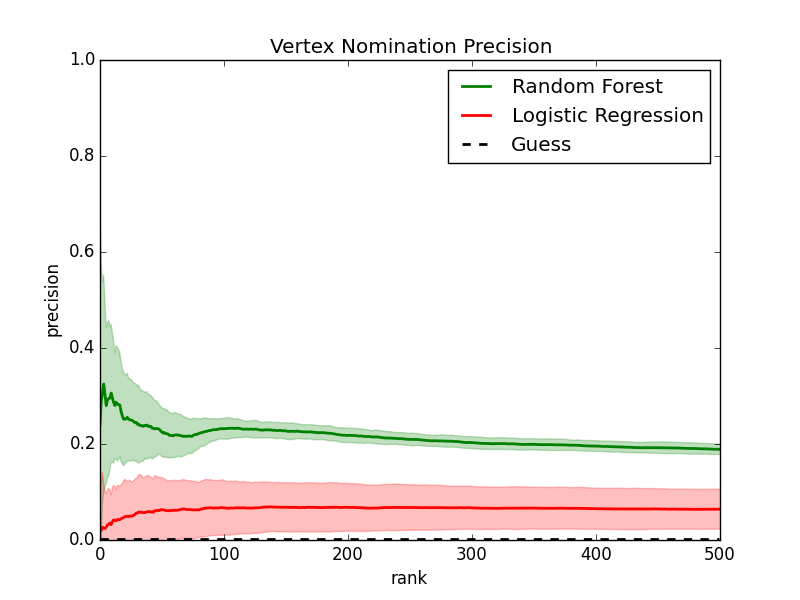 Vertex Nomination Precision
1.0
0.8
0.6
0.4
0.2
0.0
precision
Random Forest
Logistic Regression
Guess
0 100 200 300 400 500
rank